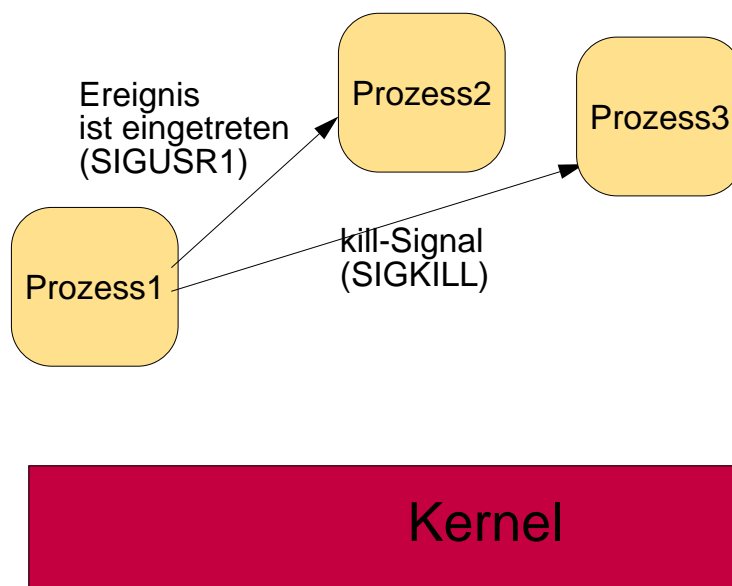 Prozess2
Ereignis
ist eingetreten
(SIGUSR1)
Prozess3
kill-Signal
(SIGKILL)
Prozess1
Kernel